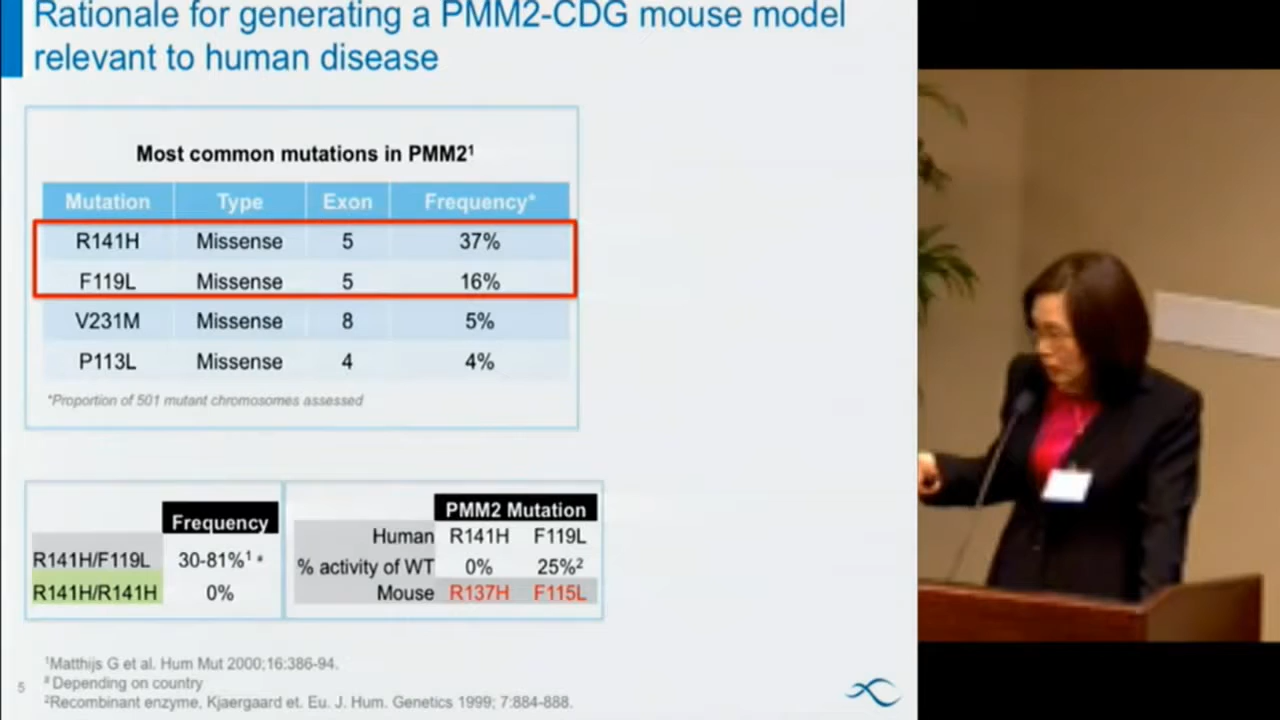 Rationale for generating a PMM2-CDG mouse model
relevant to human disease
Most common mutations in PMM2¹
Mutation Type Exon Frequency*
R141H Missense 5 37%
F119L Missense 5 16%
V231M Missense 8 5%
P113L Missense 4 4%
*Proportion of 501 mutant chromosomes assessed
Frequency
R141H/F119L 30-81%¹ *
R141H/R141H 0%
PMM2 Mutation
Human R141H F119L
% activity of WT 0% 25%²
Mouse R137H F115L
¹Matthijs G et al. Hum Mut 2000;16:386-94.
# Depending on country
²Recombinant enzyme, Kjaergaard et. Eu. J. Hum. Genetics 1999; 7:884-888.
5